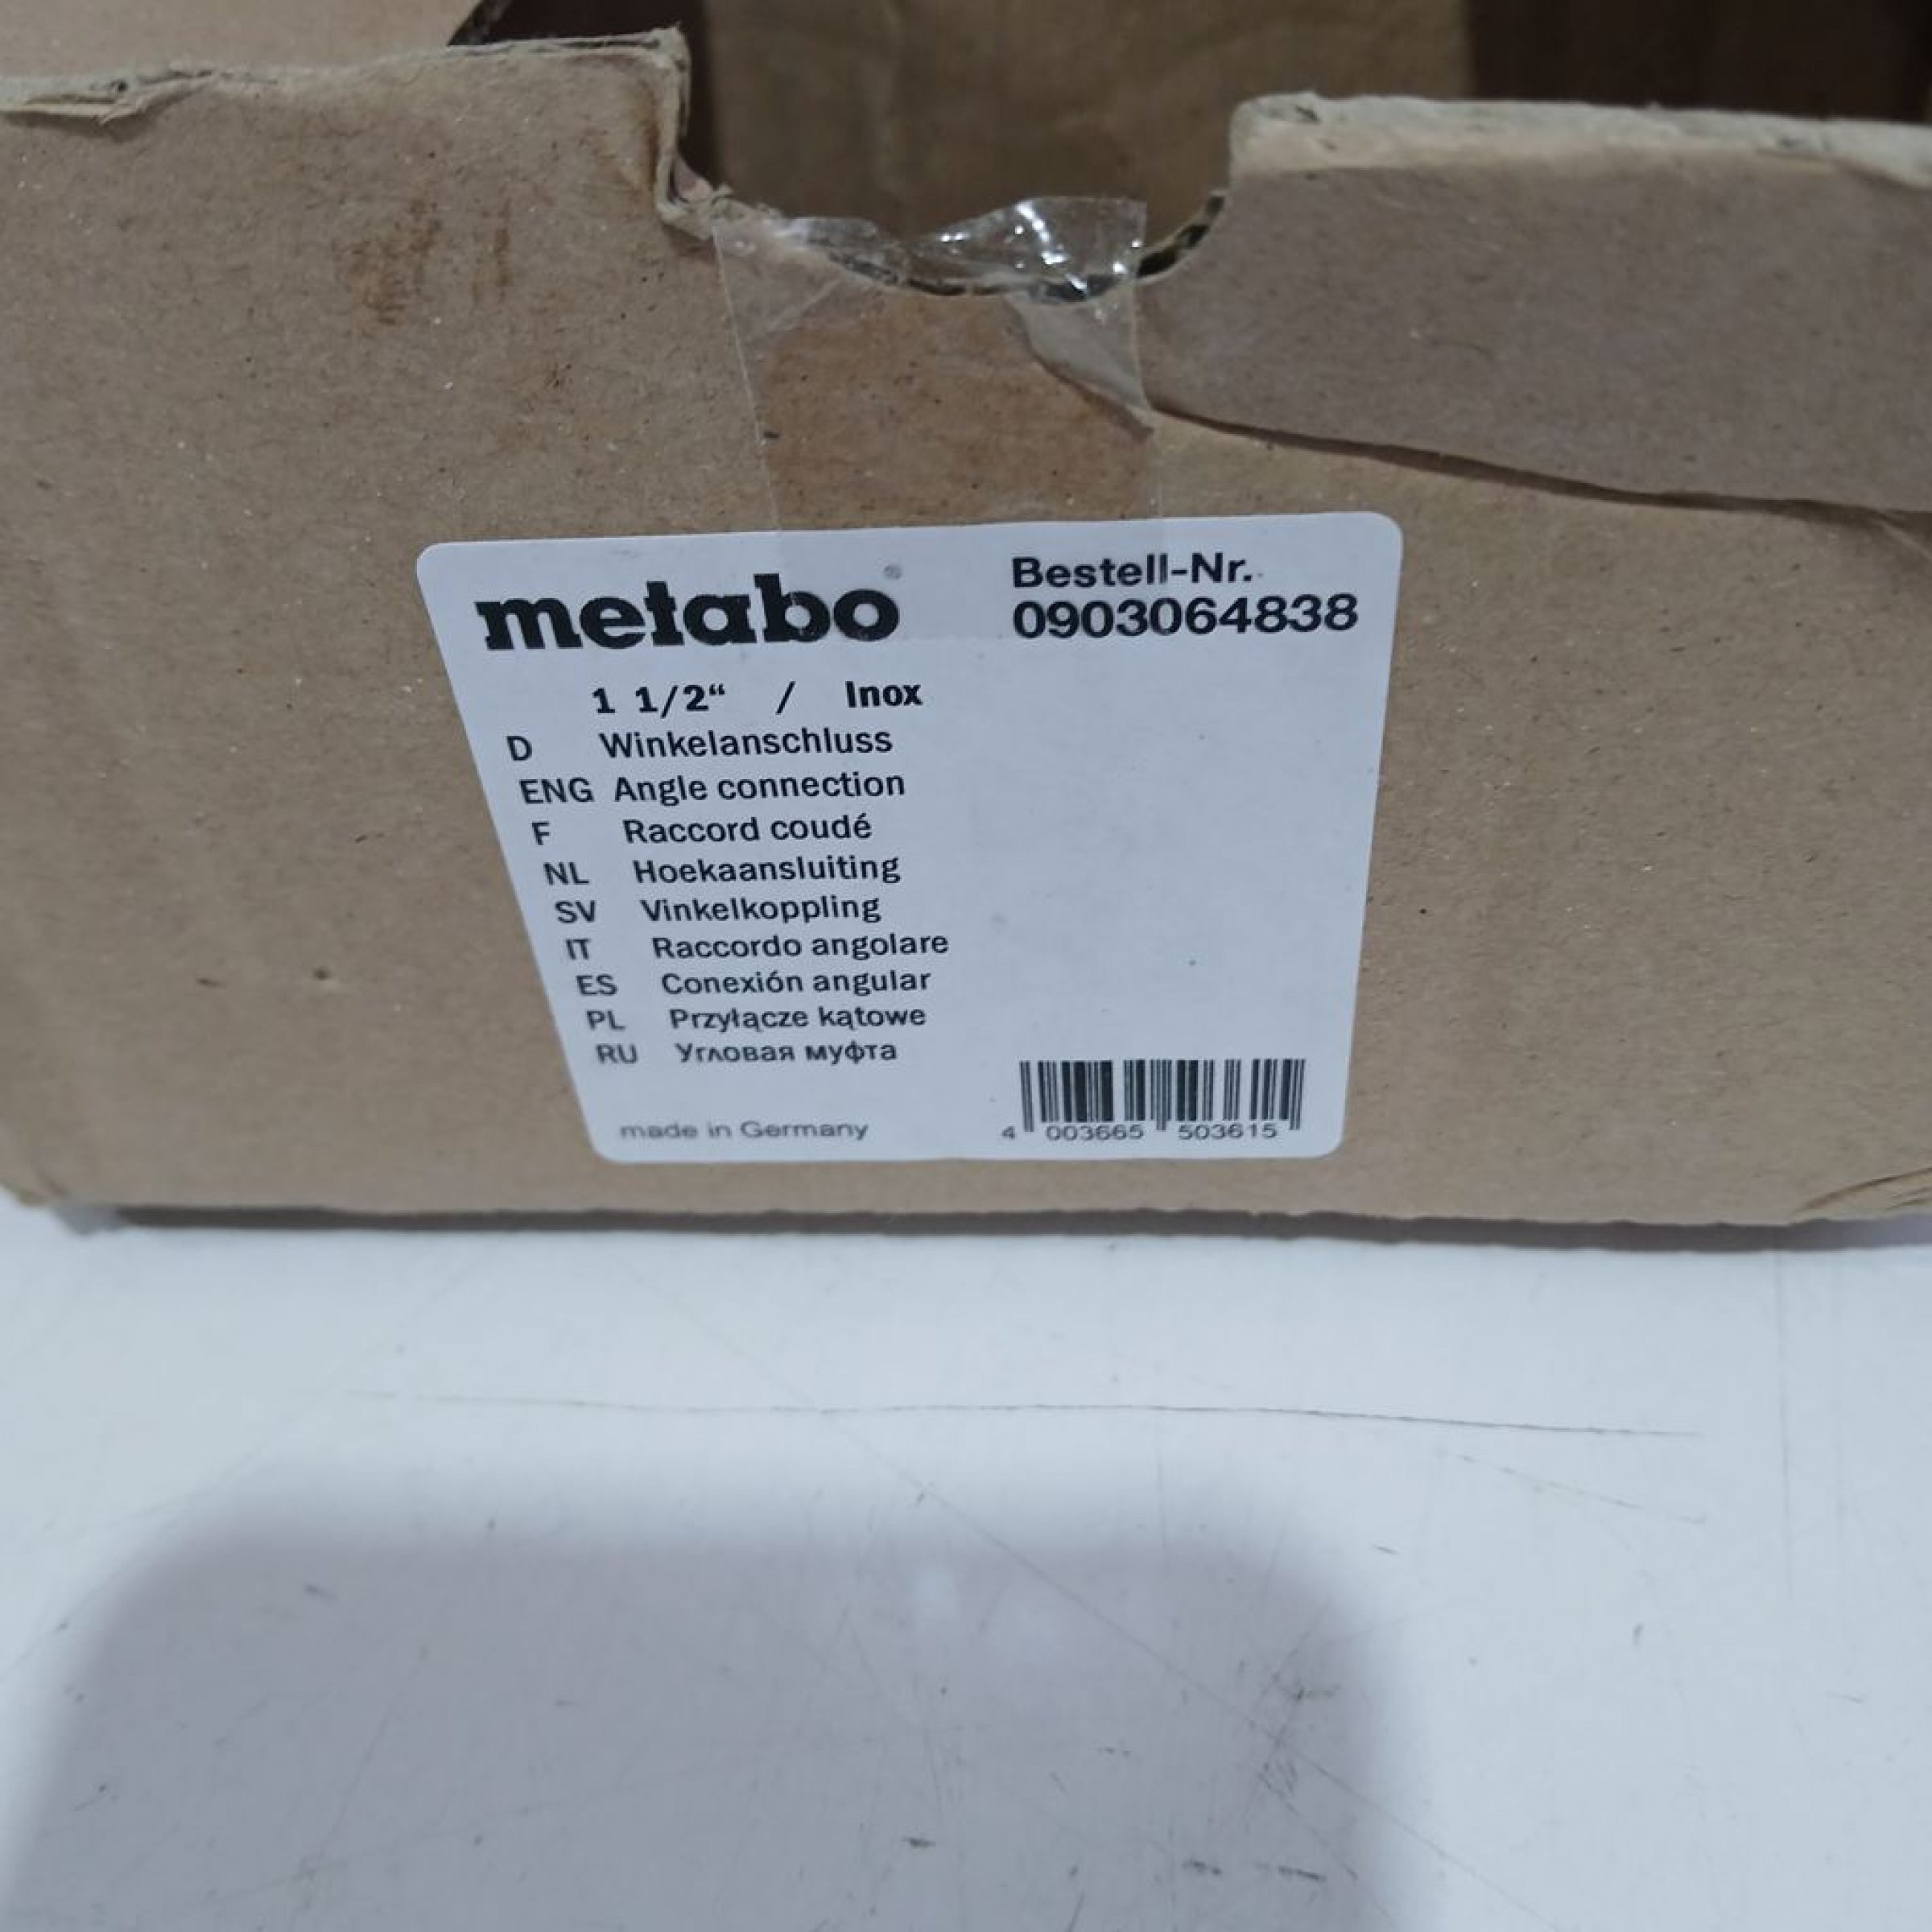 metabo®
Bestell-Nr.
0903064838
1 1/2“ / Inox
D Winkelanschluss
ENG Angle connection
F Raccord coudé
NL Hoekaansluiting
SV Vinkelkoppling
IT Raccordo angolare
ES Conexión angular
PL Przyłącze kątowe
RU Угловая муфта
made in Germany
4 003665 503615